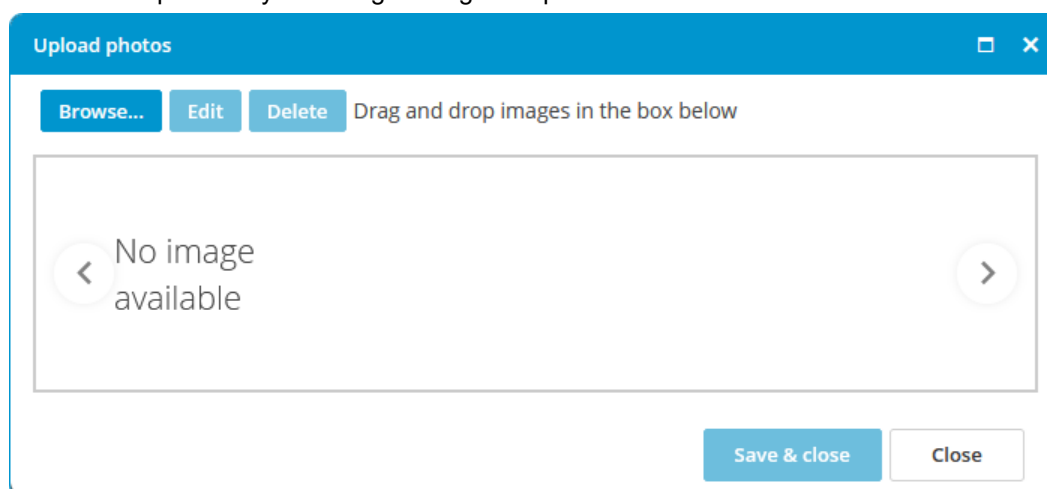 Upload photos
Browse... Edit Delete Drag and drop images in the box below
No image
available
Save & close Close